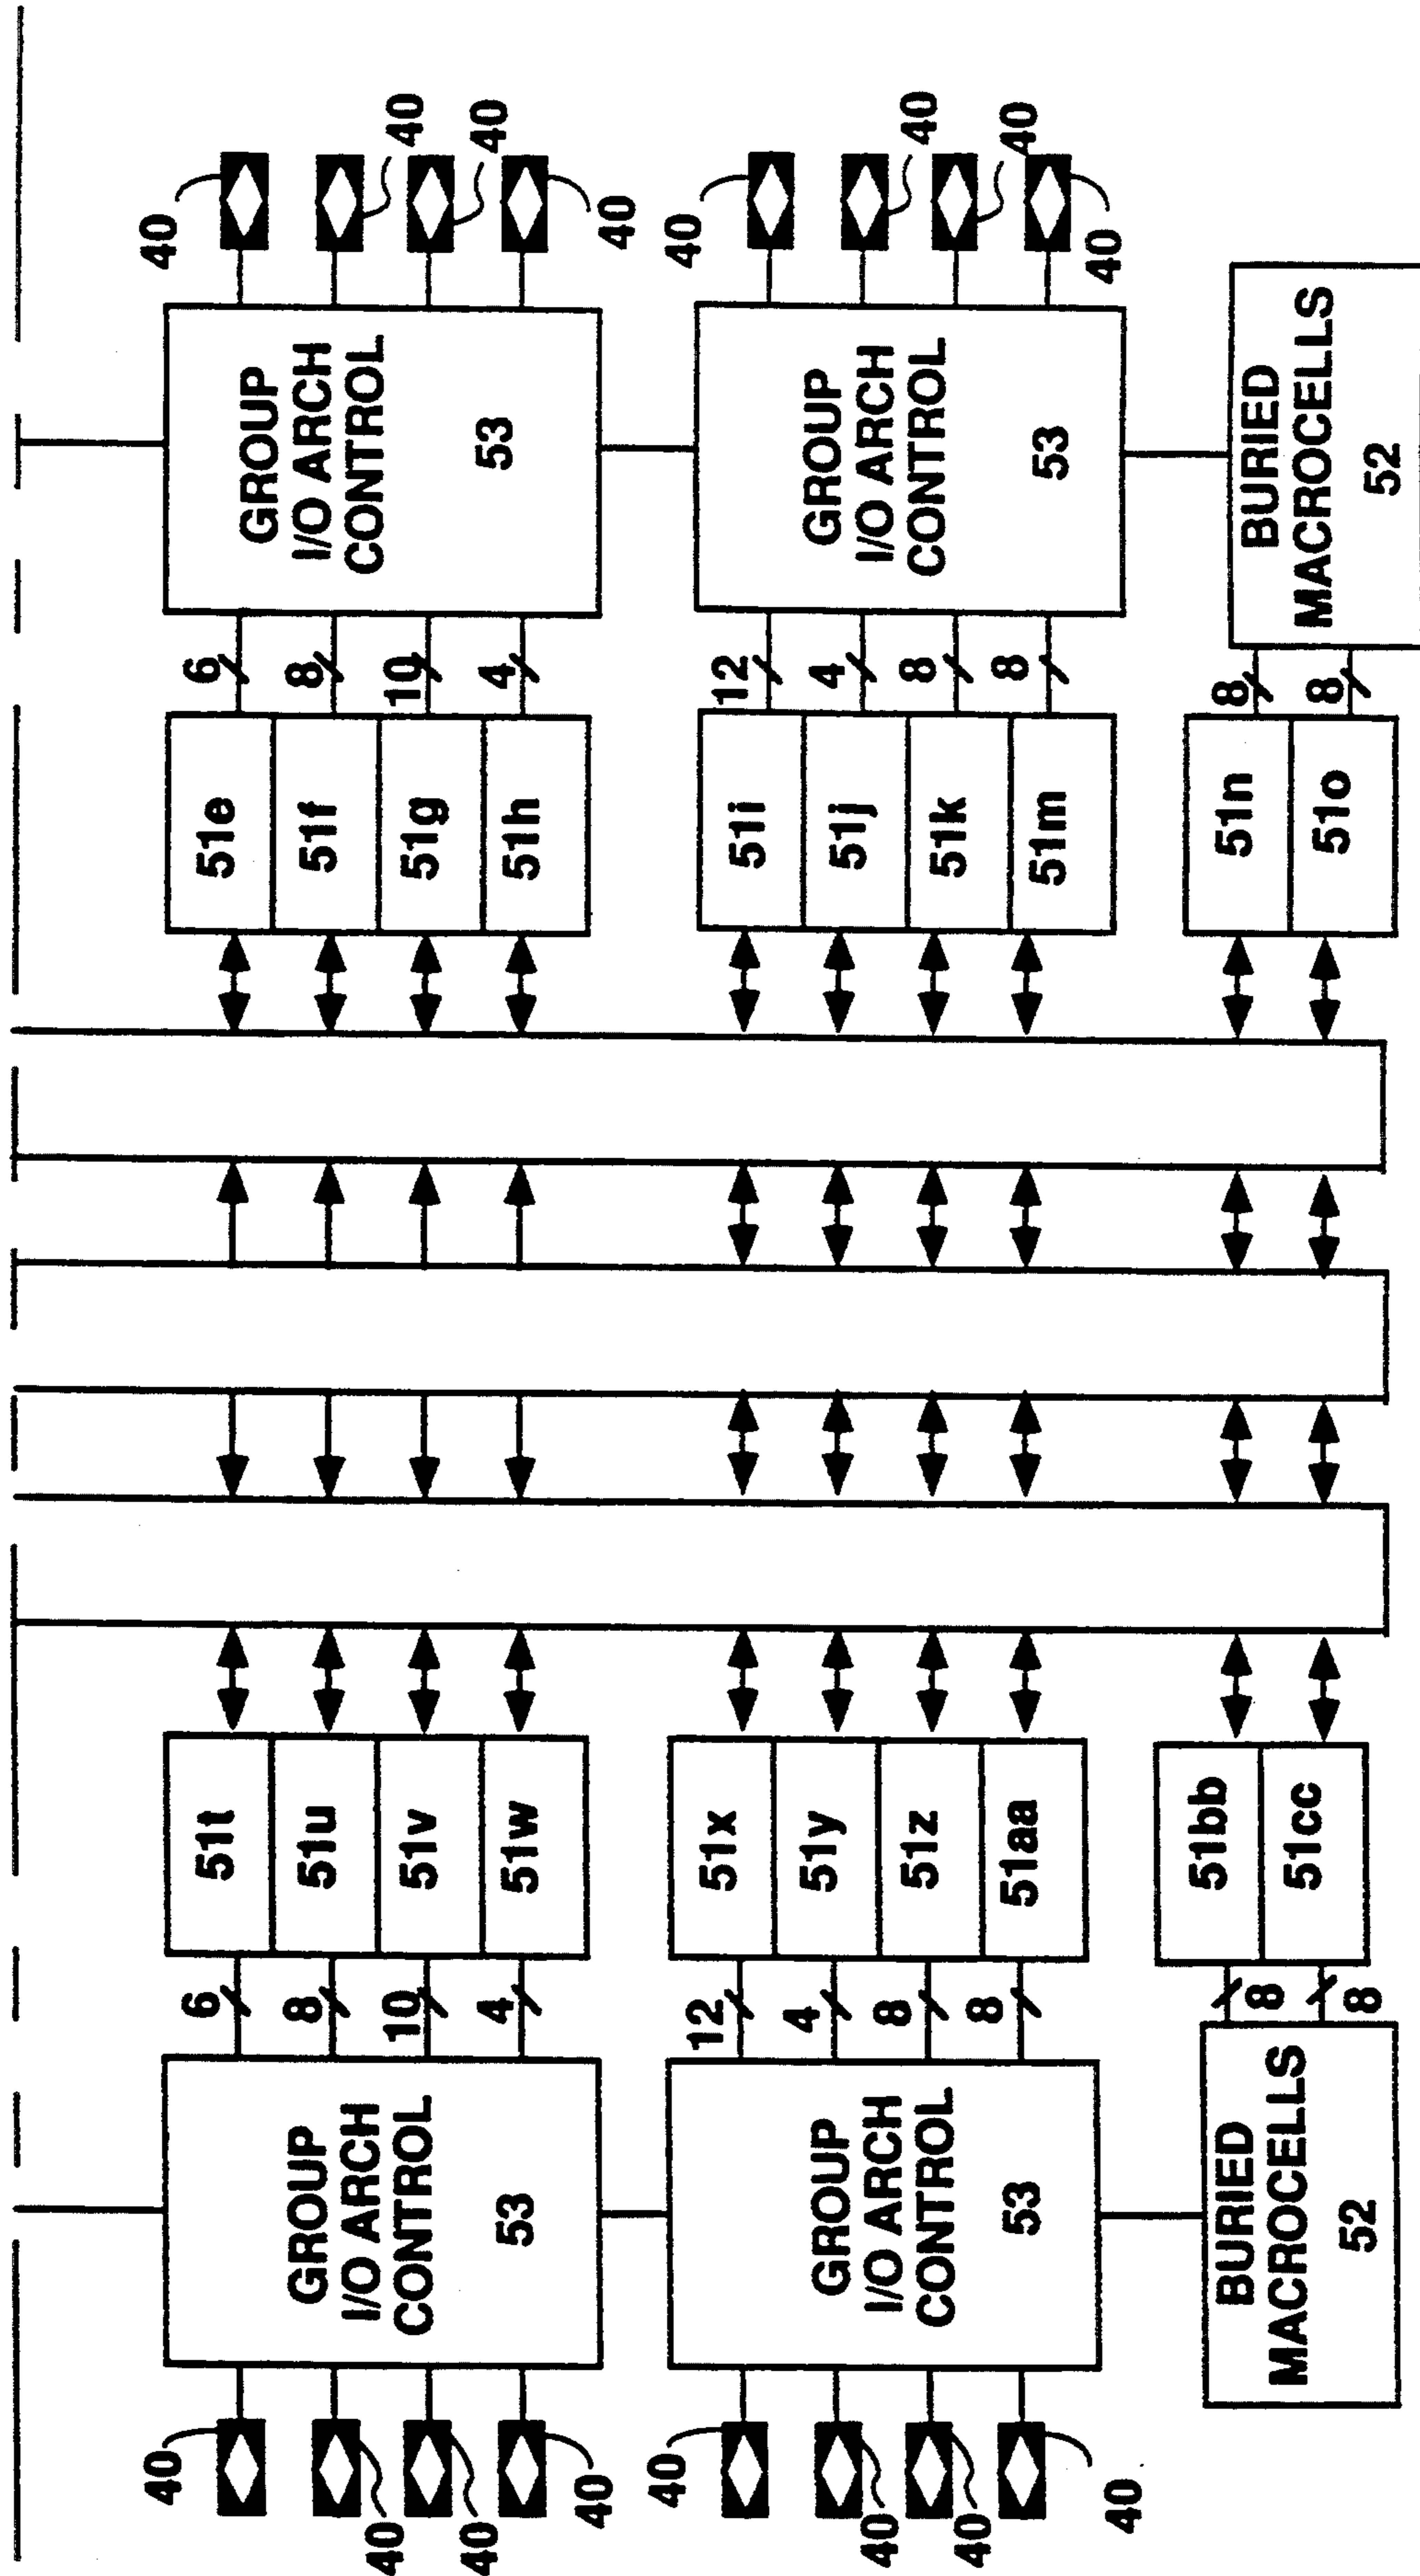 40
40
40
40
GROUP
I/O ARCH
CONTROL
53
6
8
10
4
51t
51u
51v
51w
51e
51f
51g
51h
6
8
10
4
GROUP
I/O ARCH
CONTROL
53
40
40
40
40
40
40
40
40
GROUP
I/O ARCH
CONTROL
53
12
4
8
8
51x
51y
51z
51aa
51i
51j
51k
51m
12
4
8
8
GROUP
I/O ARCH
CONTROL
53
40
40
40
40
BURIED
MACROCELLS
52
8
8
51bb
51cc
51n
51o
8
8
BURIED
MACROCELLS
52